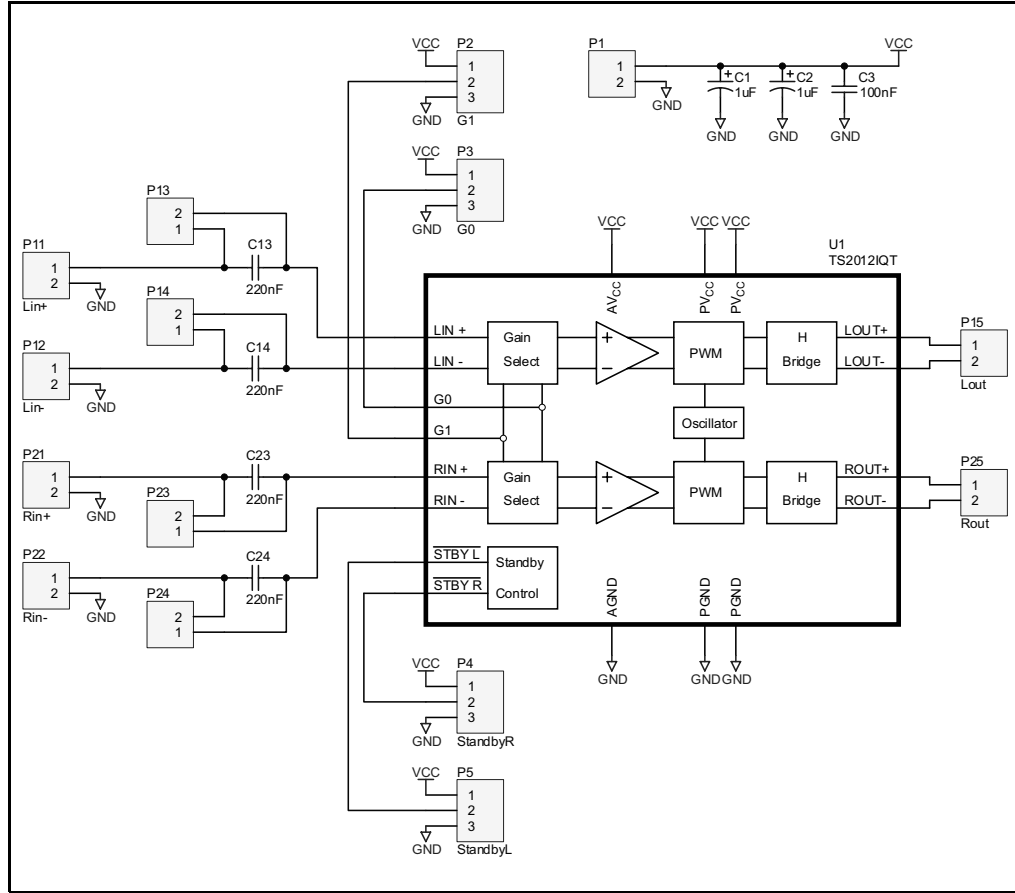 VCC
P2
1
2
3
GND
G1
P1
1
2
GND
VCC
C1
1uF
GND
C2
1uF
GND
C3
100nF
GND
VCC
P3
1
2
3
GND
G0
P13
2
1
P11
1
2
GND
Lin+
C13
220nF
P14
2
1
P12
1
2
GND
Lin-
C14
220nF
P21
1
2
GND
Rin+
C23
220nF
P23
2
1
P22
1
2
GND
Rin-
C24
220nF
P24
2
1
VCC
VCC VCC
U1
TS2012IQT
AVCC
PVCC
PVCC
LIN +
LIN -
G0
G1
RIN +
RIN -
STBY L
STBY R
Gain
Select
+
-
PWM
H
Bridge
LOUT+
LOUT-
P15
1
2
Lout
Oscillator
Gain
Select
+
-
PWM
H
Bridge
ROUT+
ROUT-
P25
1
2
Rout
Standby
Control
AGND
PGND
PGND
GND
GND GND
VCC
P4
1
2
3
GND
StandbyR
VCC
P5
1
2
3
GND
StandbyL